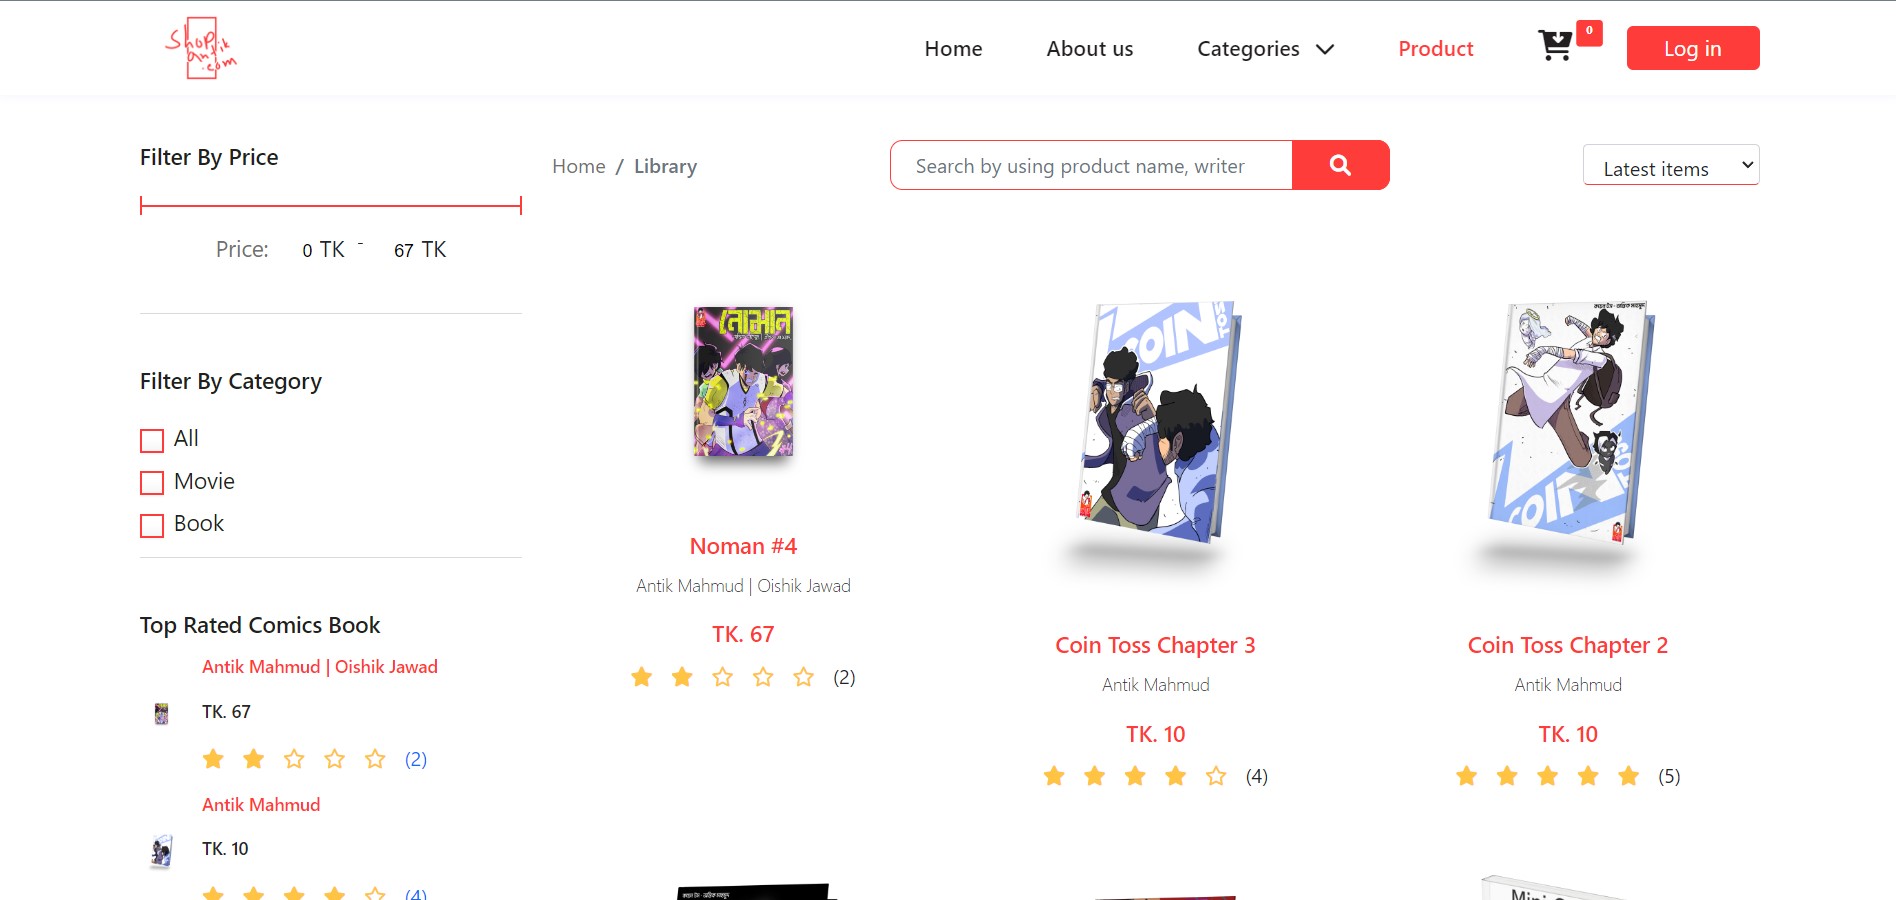 Shop
antik
.com
Home
About us
Categories
Product
0
Log in
Filter By Price
Price: 0 TK - 67 TK
Filter By Category
All
Movie
Book
Top Rated Comics Book
Antik Mahmud | Oishik Jawad
TK. 67
(2)
Antik Mahmud
TK. 10
(4)
Home / Library
Search by using product name, writer
Latest items
নোমান
#4
Noman #4
Antik Mahmud | Oishik Jawad
TK. 67
(2)
COIN
TOSS
Coin Toss Chapter 3
Antik Mahmud
TK. 10
(4)
COIN
TOSS
Coin Toss Chapter 2
Antik Mahmud
TK. 10
(5)
Mini